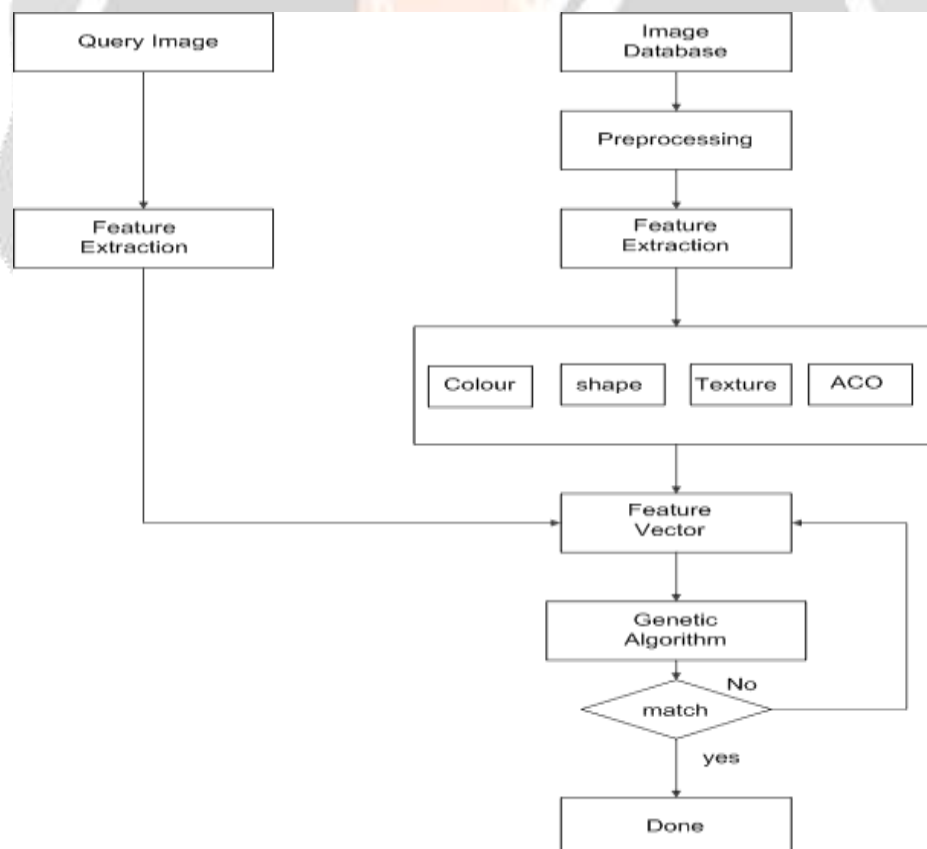 Query Image
Image
Database
Preprocessing
Feature
Extraction
Feature
Extraction
Colour
shape
Texture
ACO
Feature
Vector
Genetic
Algorithm
No
match
yes
Done